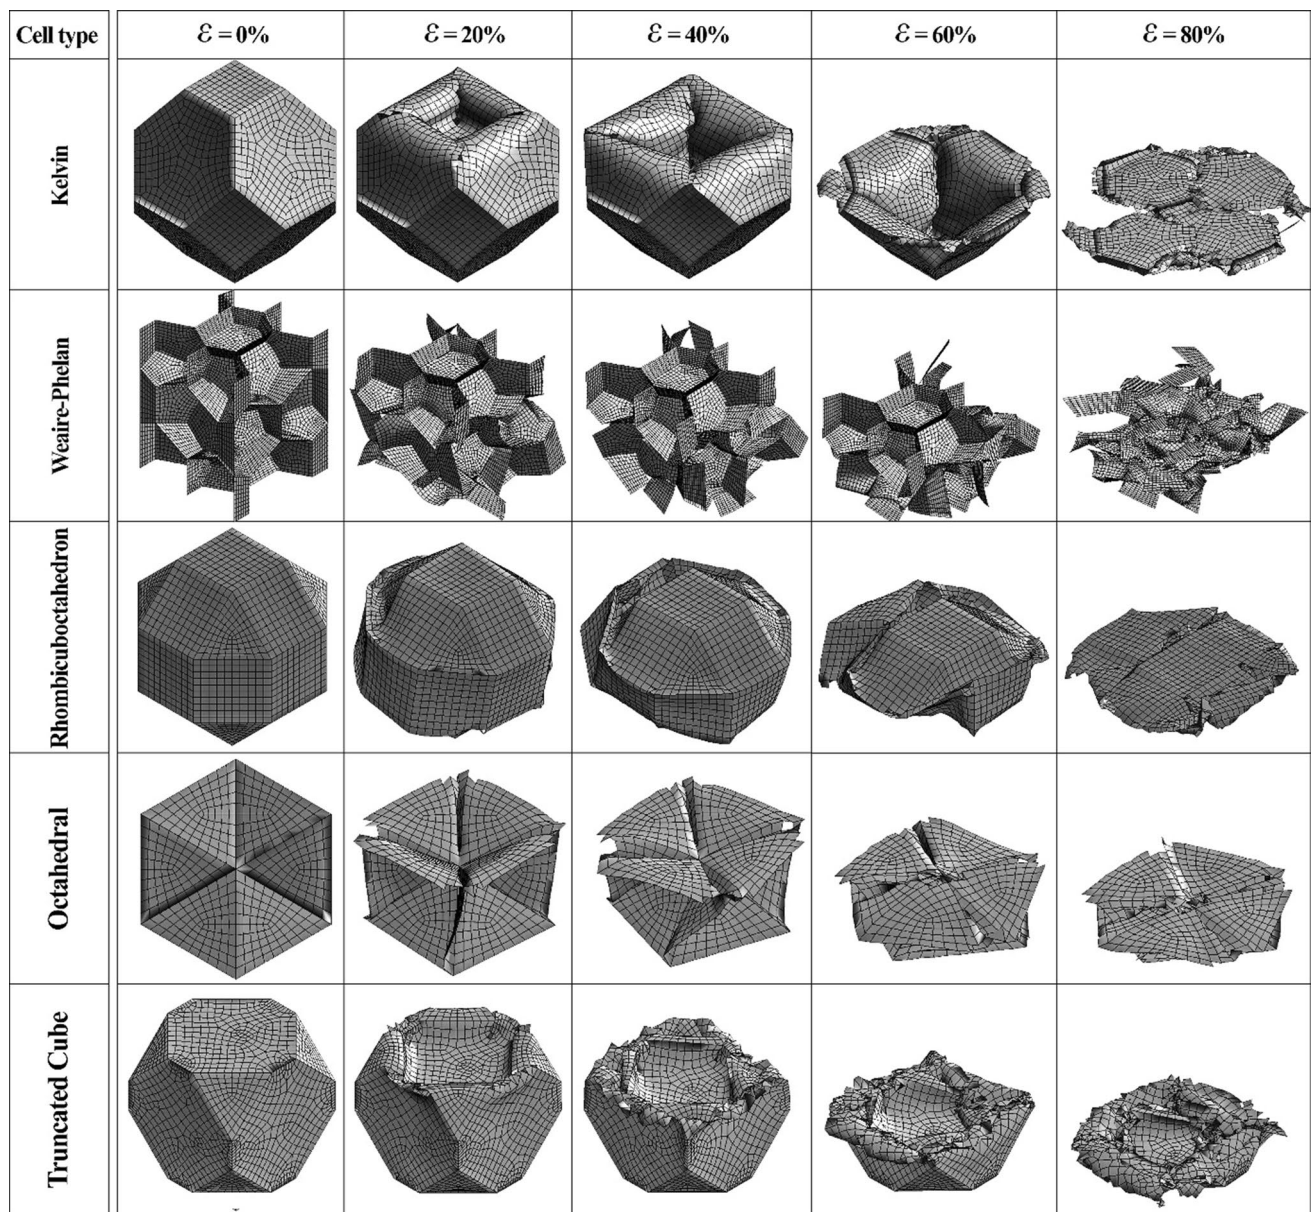 Cell type ℰ = 0% ℰ = 20% ℰ = 40% ℰ = 60% ℰ = 80%
Kelvin
Weaire-Phelan
Rhombicuboctahedron
Octahedral
Truncated Cube